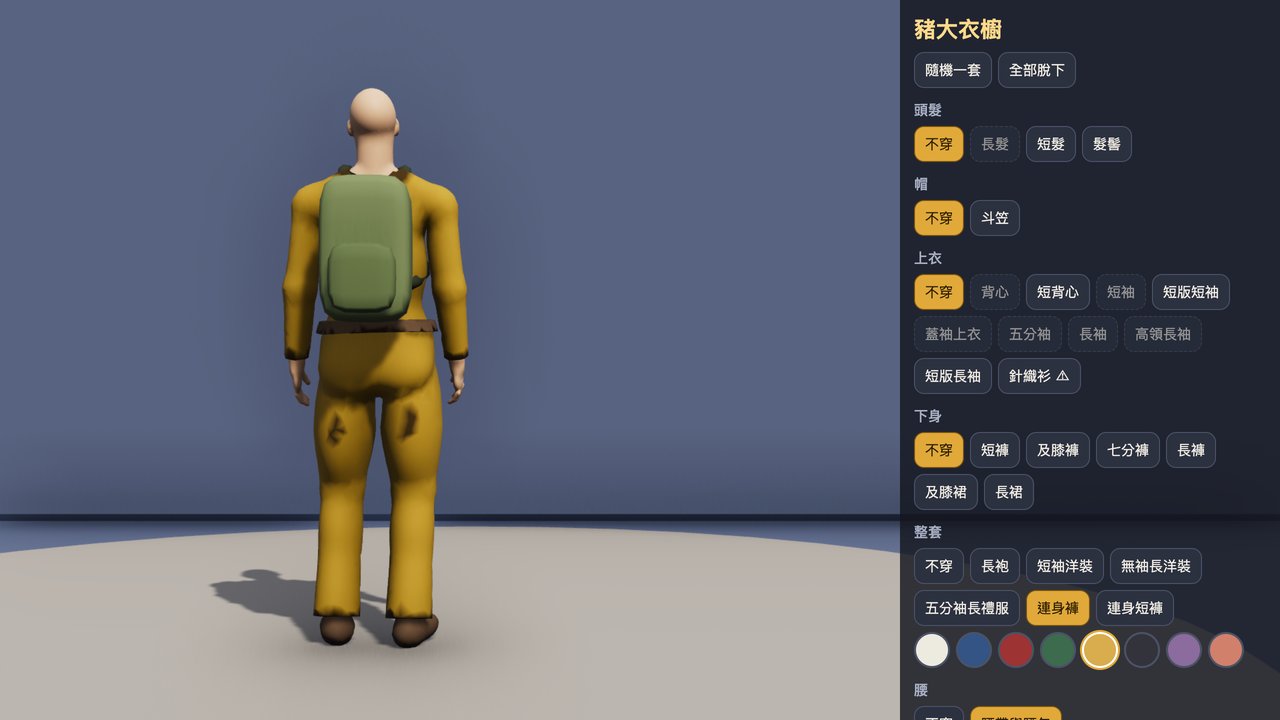 豬大衣櫥
隨機一套 全部脫下
頭髮
不穿 長髮 短髮 髮髻
帽
不穿 斗笠
上衣
不穿 背心 短背心 短袖 短版短袖
蓋袖上衣 五分袖 長袖 高領長袖
短版長袖 針織衫 ⚠
下身
不穿 短褲 及膝褲 七分褲 長褲
及膝裙 長裙
整套
不穿 長袍 短袖洋裝 無袖長洋裝
五分袖長禮服 連身褲 連身短褲
腰